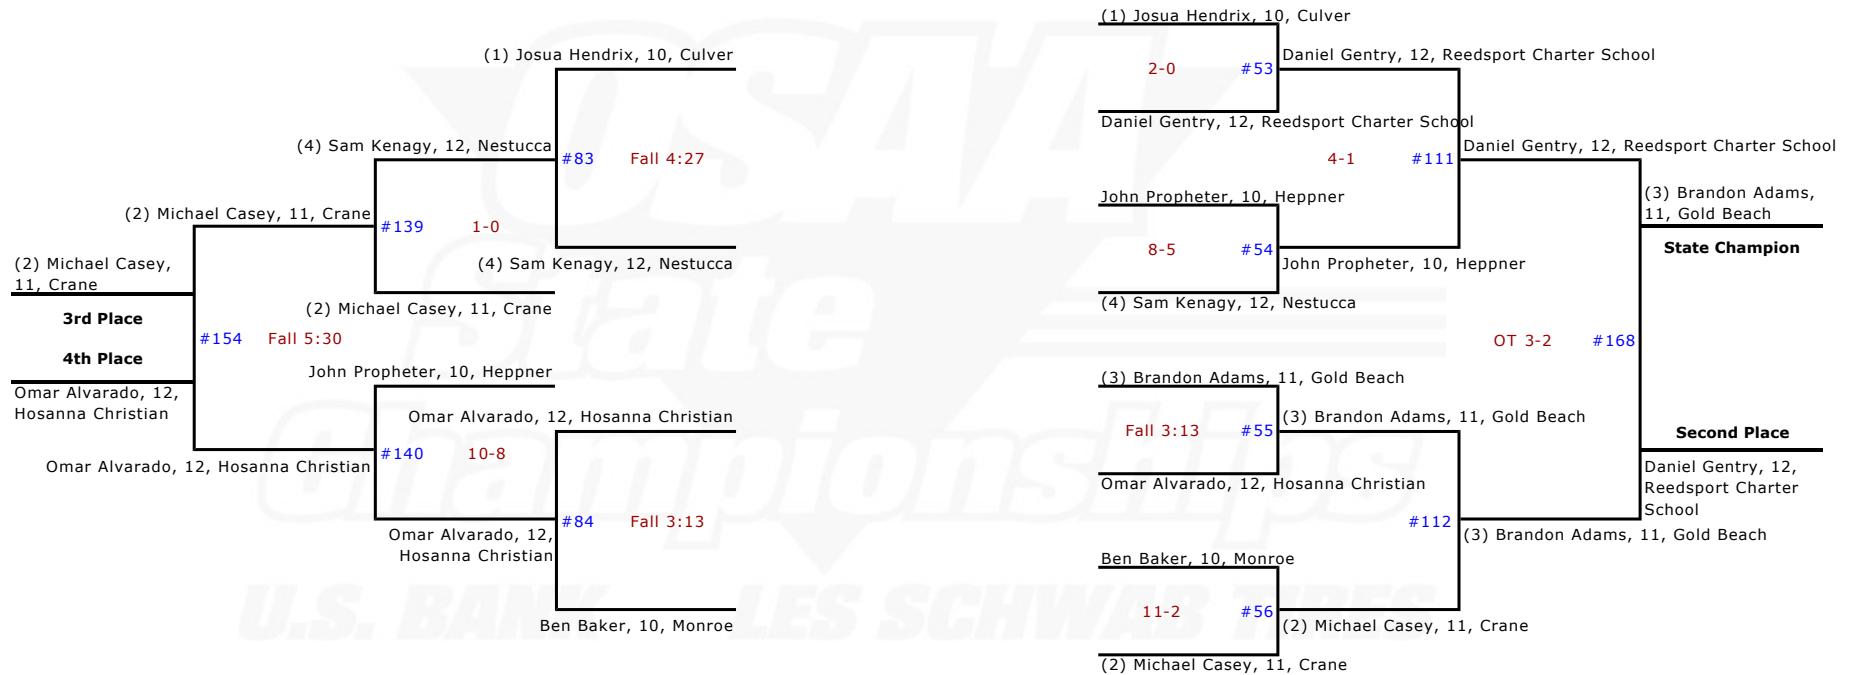 (1) Josua Hendrix, 10, Culver
(4) Sam Kenagy, 12, Nestucca
#83 Fall 4:27
(2) Michael Casey, 11, Crane
#139 1-0
(4) Sam Kenagy, 12, Nestucca
(2) Michael Casey,
11, Crane
(2) Michael Casey, 11, Crane
3rd Place
#154 Fall 5:30
4th Place
John Propheter, 10, Heppner
Omar Alvarado, 12,
Hosanna Christian
Omar Alvarado, 12, Hosanna Christian
#140 10-8
Omar Alvarado, 12, Hosanna Christian
#84 Fall 3:13
Omar Alvarado, 12,
Hosanna Christian
Ben Baker, 10, Monroe
(1) Josua Hendrix, 10, Culver
Daniel Gentry, 12, Reedsport Charter School
2-0 #53
Daniel Gentry, 12, Reedsport Charter School
Daniel Gentry, 12, Reedsport Charter School
4-1 #111
John Propheter, 10, Heppner
(3) Brandon Adams,
11, Gold Beach
State Champion
8-5 #54
John Propheter, 10, Heppner
(4) Sam Kenagy, 12, Nestucca
OT 3-2 #168
(3) Brandon Adams, 11, Gold Beach
(3) Brandon Adams, 11, Gold Beach
Fall 3:13 #55
Second Place
Daniel Gentry, 12,
Reedsport Charter
School
Omar Alvarado, 12, Hosanna Christian
#112
(3) Brandon Adams, 11, Gold Beach
Ben Baker, 10, Monroe
11-2 #56
(2) Michael Casey, 11, Crane
(2) Michael Casey, 11, Crane
OSAA
State
Championships
U.S. BANK LES SCHWAB TIRES